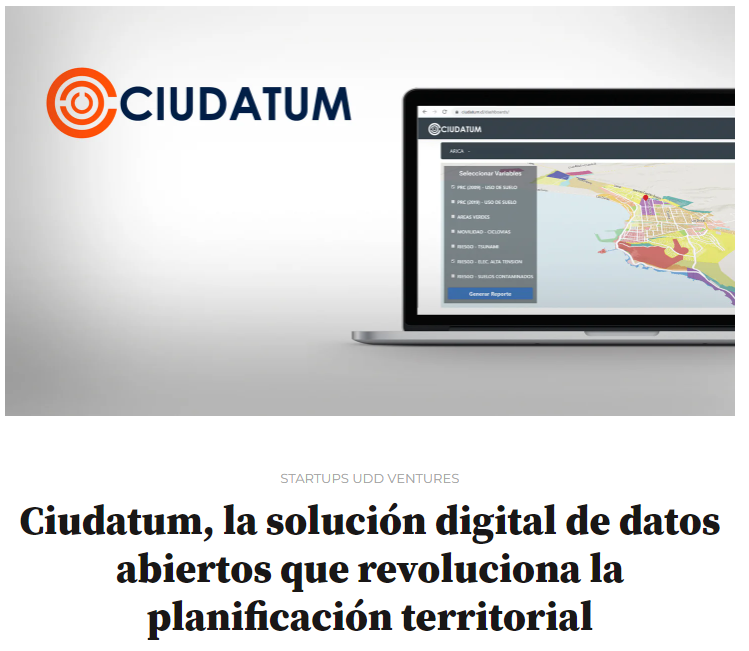 CIUDATUM
CIUDATUM
ARICA
Seleccionar Variables
PRC (2009) - USO DE SUELO
PRC (2019) - USO DE SUELO
AREAS VERDES
MOVILIDAD - CICLOVIAS
RIESGO - TSUNAMI
RIESGO - ELEC. ALTA TENSION
RIESGO - SUELOS CONTAMINADOS
Generar Reporte
STARTUPS UDD VENTURES
Ciudatum, la solución digital de datos
abiertos que revoluciona la
planificación territorial